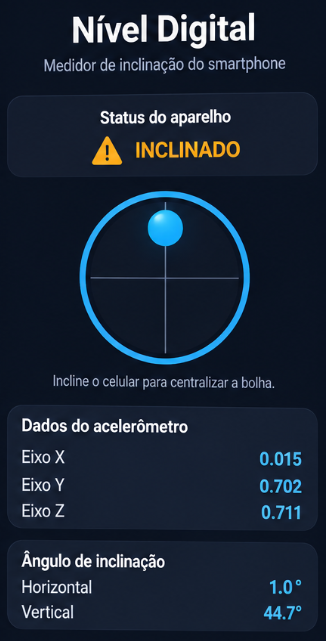 Nível Digital
Medidor de inclinação do smartphone
Status do aparelho
INCLINADO
Incline o celular para centralizar a bolha.
Dados do acelerômetro
Eixo X 0.015
Eixo Y 0.702
Eixo Z 0.711
Ângulo de inclinação
Horizontal 1.0°
Vertical 44.7°